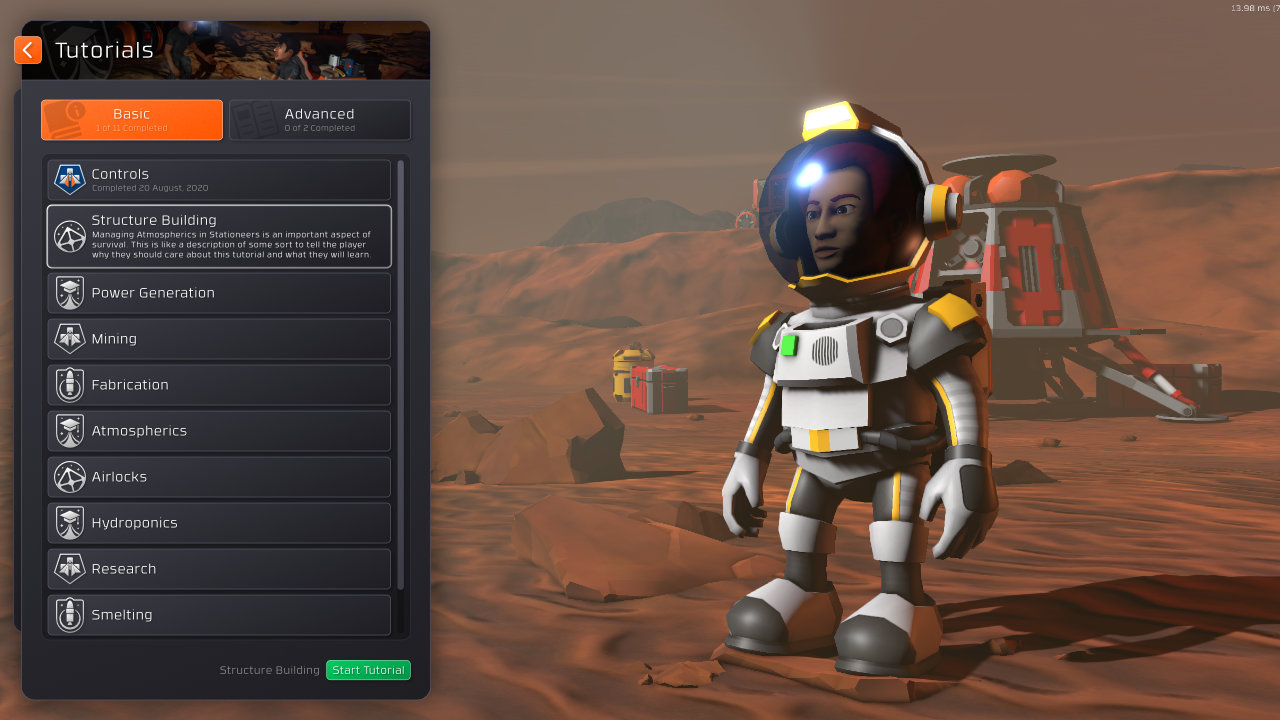 13.98 ms (7
Tutorials
Basic
1 of 11 Completed
Advanced
0 of 2 Completed
Controls
Completed 20 August, 2020
Structure Building
Managing Atmospherics in Stationeers is an important aspect of
survival. This is like a description of some sort to tell the player
why they should care about this tutorial and what they will learn.
Power Generation
Mining
Fabrication
Atmospherics
Airlocks
Hydroponics
Research
Smelting
Structure Building
Start Tutorial